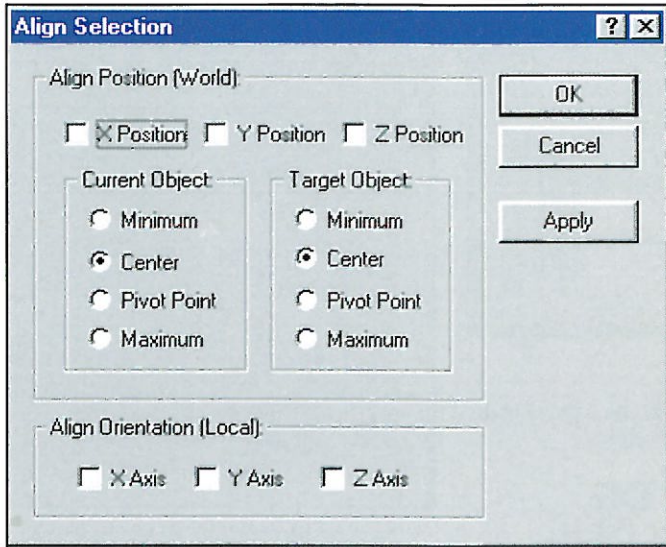 Align Selection
Align Position (World):
X Position Y Position Z Position
Current Object:
Minimum
Center
Pivot Point
Maximum
Target Object:
Minimum
Center
Pivot Point
Maximum
OK
Cancel
Apply
Align Orientation (Local):
X Axis Y Axis Z Axis